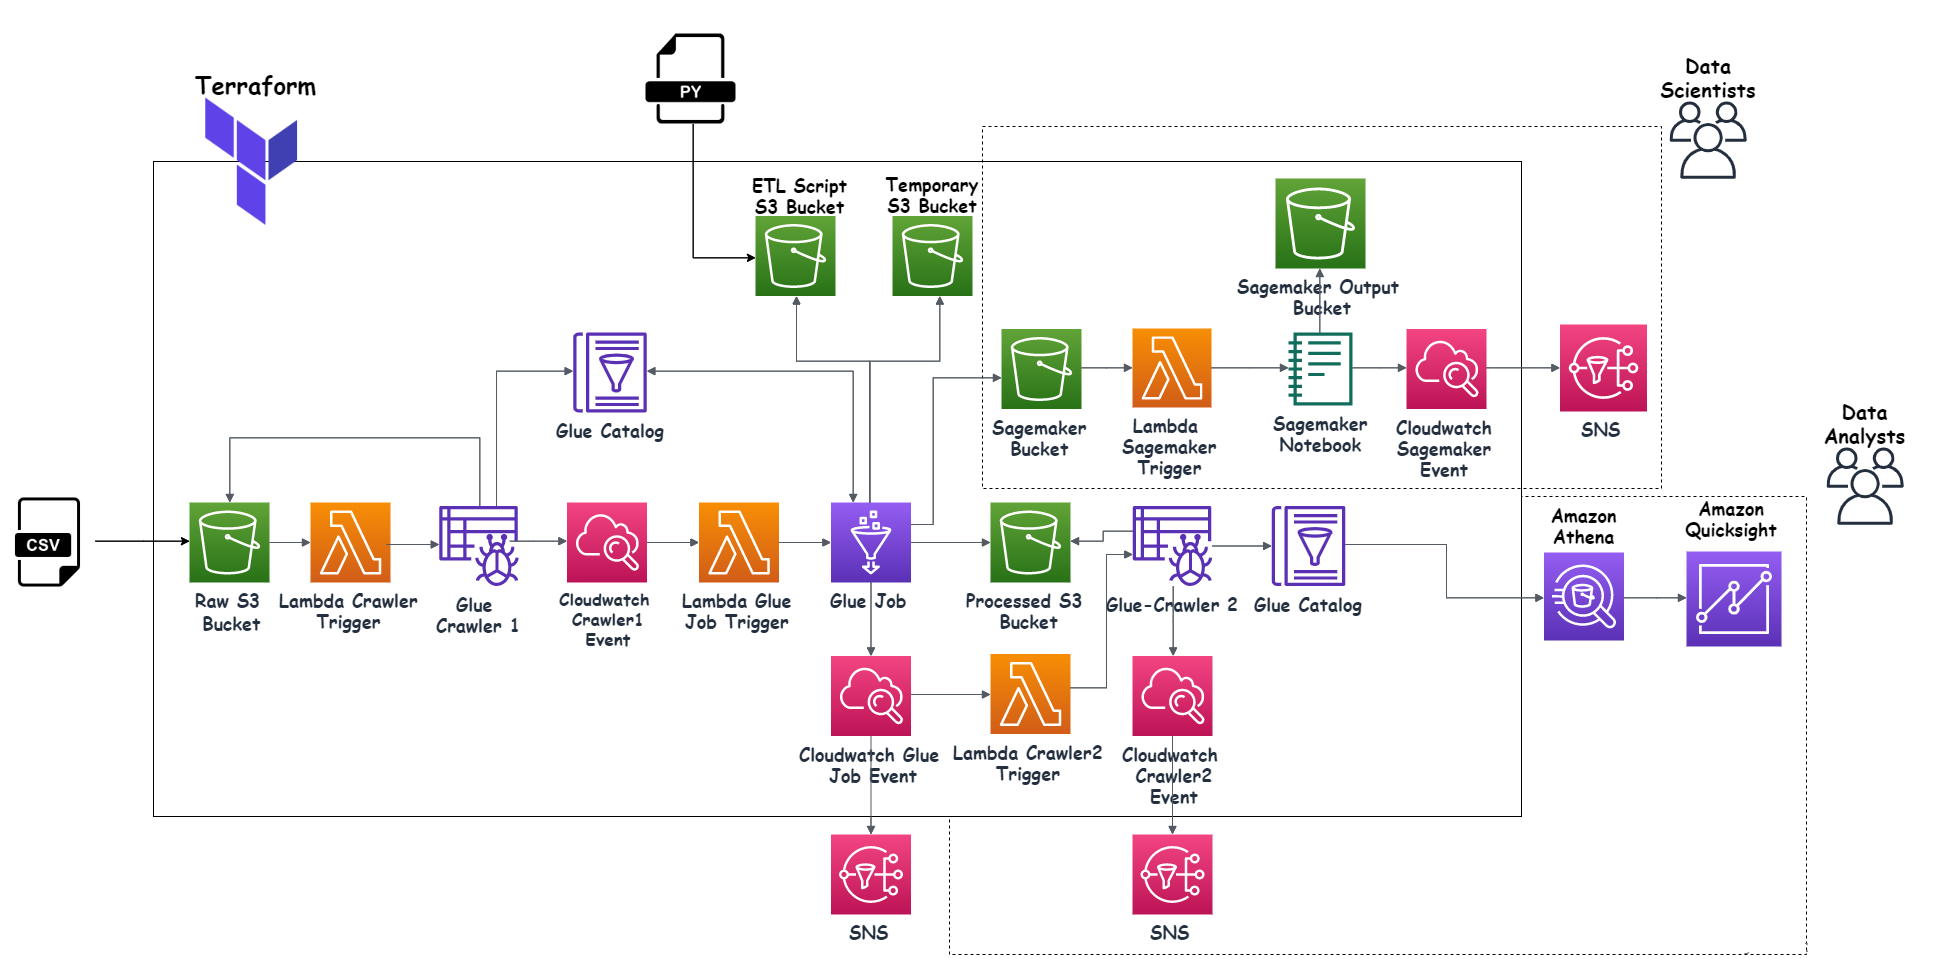 Terraform
PY
Data
Scientists
ETL Script
S3 Bucket
Temporary
S3 Bucket
Sagemaker Output
Bucket
Glue Catalog
Sagemaker
Bucket
Lambda
Sagemaker
Trigger
Sagemaker
Notebook
Cloudwatch
Sagemaker
Event
SNS
Data
Analysts
CSV
Raw S3
Bucket
Lambda Crawler
Trigger
Glue
Crawler 1
Cloudwatch
Crawler1
Event
Lambda Glue
Job Trigger
Glue Job
Processed S3
Bucket
Glue-Crawler 2
Glue Catalog
Amazon
Athena
Amazon
Quicksight
Cloudwatch Glue
Job Event
Lambda Crawler2
Trigger
Cloudwatch
Crawler2
Event
SNS
SNS